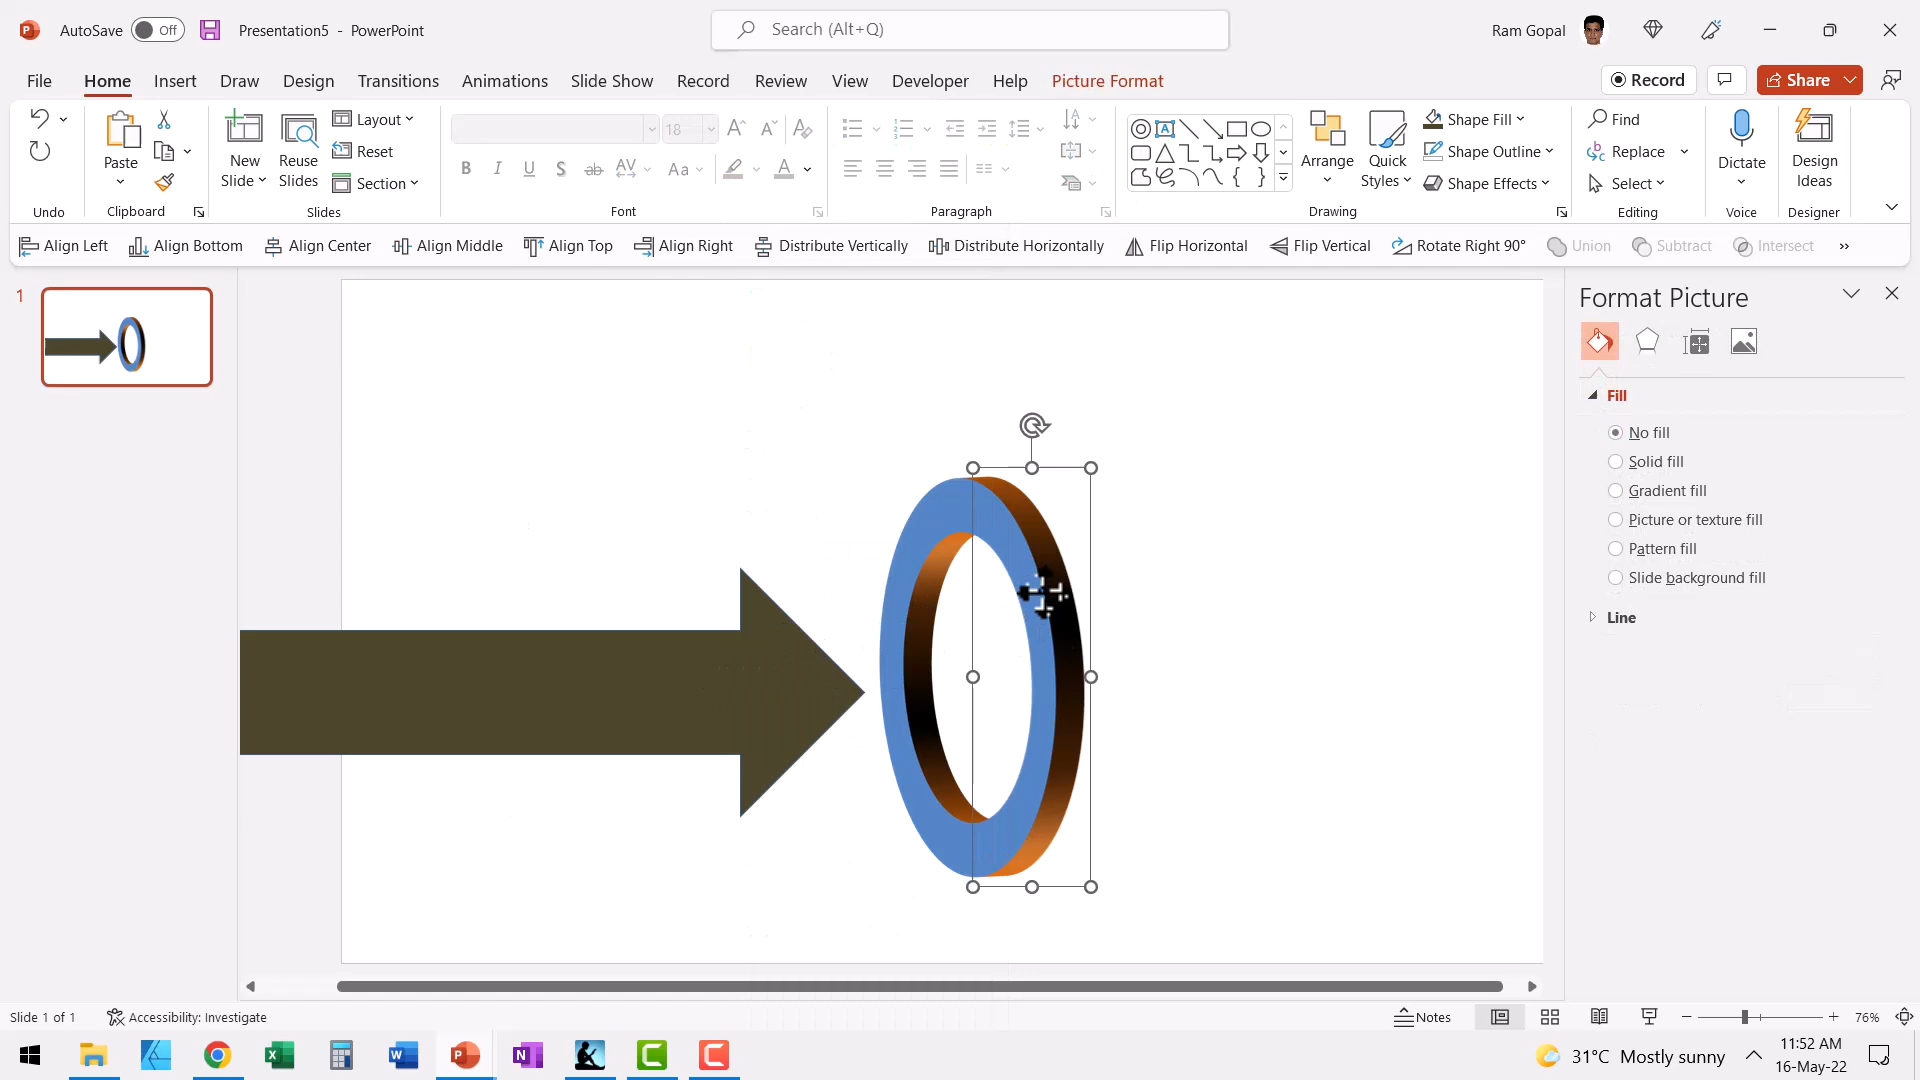 AutoSave Off Presentation5 - PowerPoint Search (Alt+Q) Ram Gopal
File Home Insert Draw Design Transitions Animations Slide Show Record Review View Developer Help Picture Format Record Share
Paste
New Slide
Reuse Slides
Layout
Reset
Section
18
B I U S ab AV Aa A
Arrange
Quick Styles
Shape Fill
Shape Outline
Shape Effects
Find
Replace
Select
Dictate
Design Ideas
Undo Clipboard Slides Font Paragraph Drawing Editing Voice Designer
Align Left Align Bottom Align Center Align Middle Align Top Align Right Distribute Vertically Distribute Horizontally Flip Horizontal Flip Vertical Rotate Right 90° Union Subtract Intersect
1
Format Picture
Fill
No fill
Solid fill
Gradient fill
Picture or texture fill
Pattern fill
Slide background fill
Line
Slide 1 of 1 Accessibility: Investigate Notes 76%
31°C Mostly sunny
11:52 AM
16-May-22